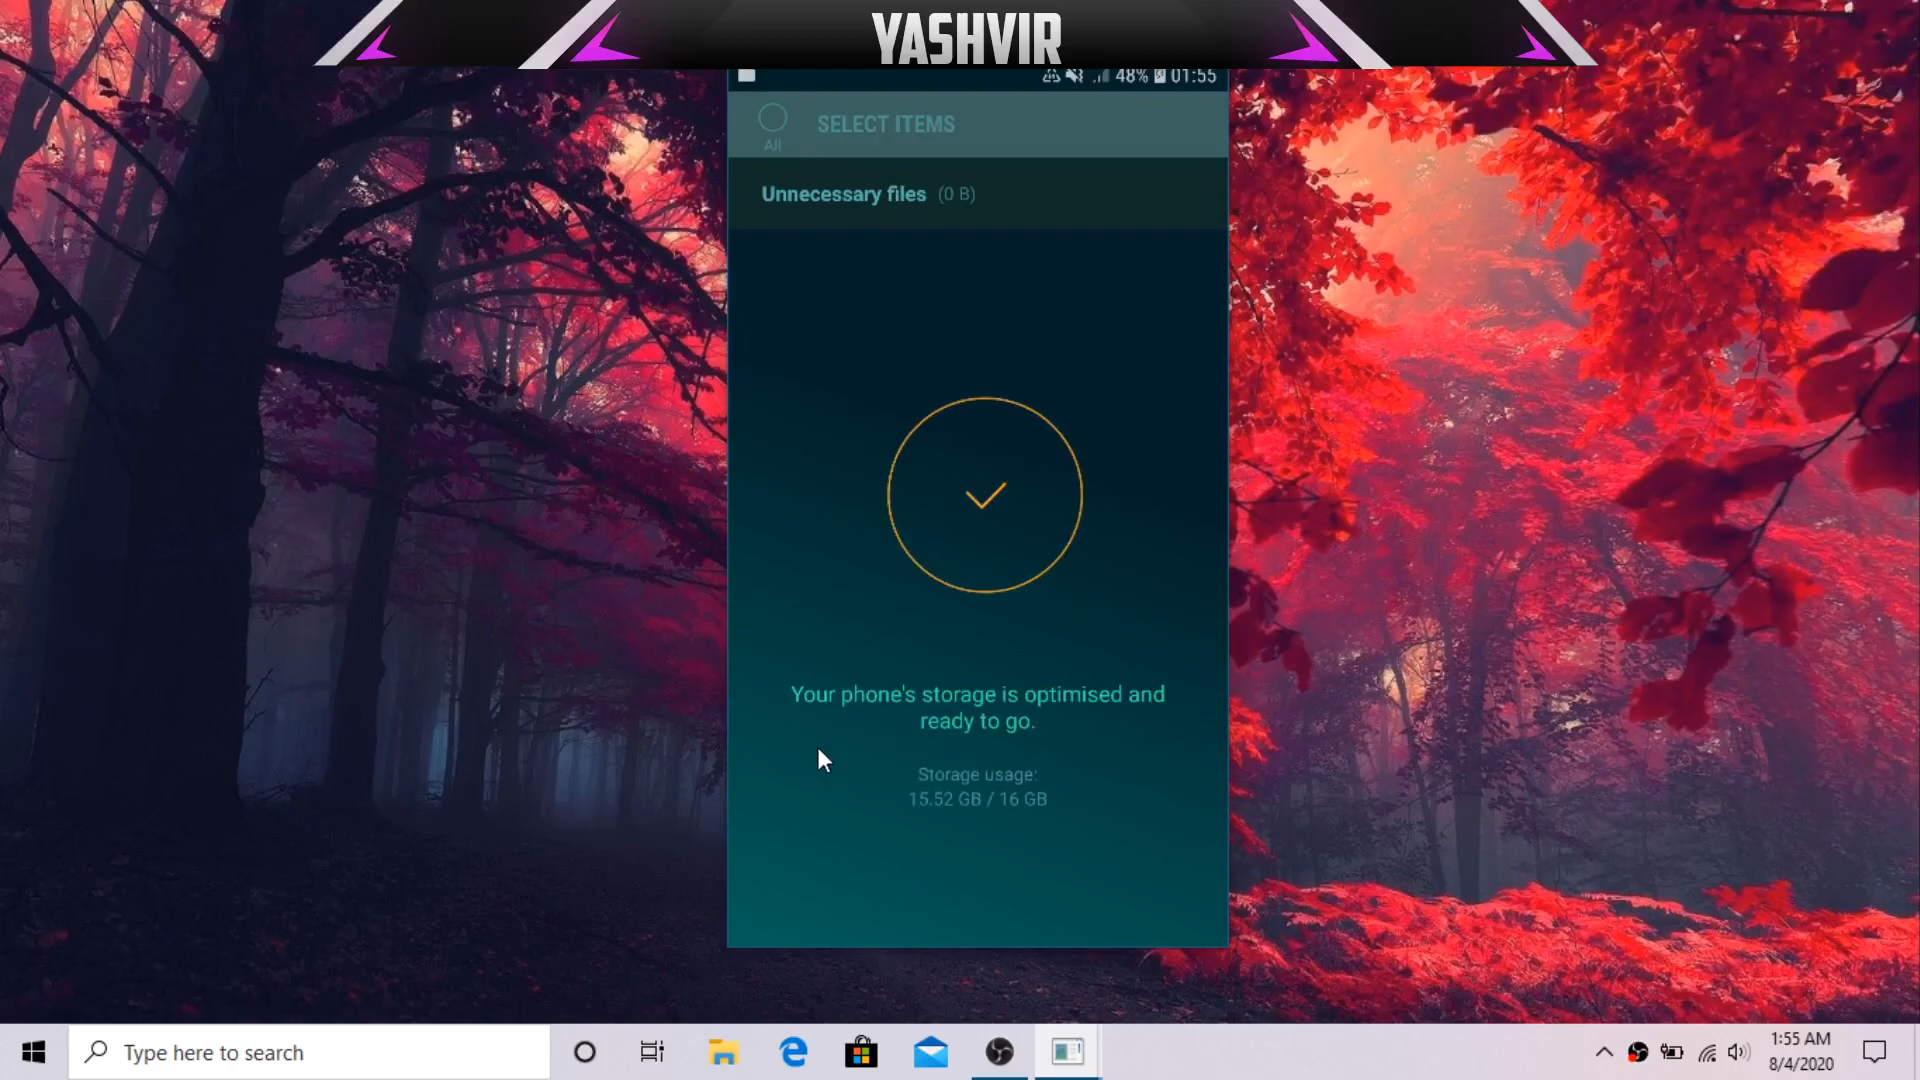 YASHVIR
48% 01:55
SELECT ITEMS
All
Unnecessary files (0 B)
Your phone's storage is optimised and
ready to go.
Storage usage:
15.52 GB / 16 GB
Type here to search
1:55 AM
8/4/2020